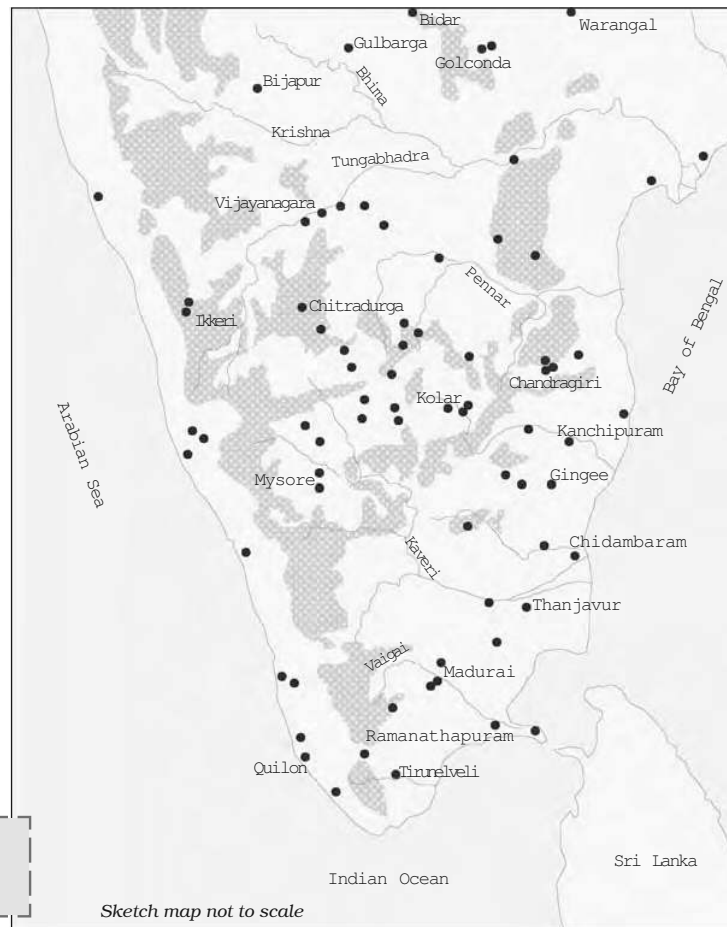 Bidar
Warangal
Gulbarga
Golconda
Bijapur
Bhima
Krishna
Tungabhadra
Vijayanagara
Pennar
Chitradurga
Ikkeri
Bay of Bengal
Chandragiri
Kolar
Arabian Sea
Kanchipuram
Gingee
Mysore
Chidambaram
Kaveri
Thanjavur
Vaigai
Madurai
Ramanathapuram
Quilon
Tirunelveli
Sri Lanka
Indian Ocean
Sketch map not to scale